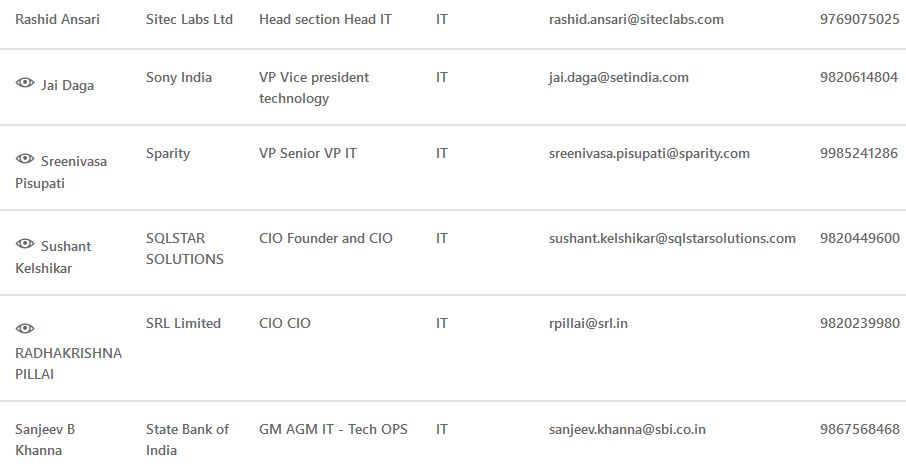 Rashid Ansari Sitec Labs Ltd Head section Head IT IT rashid.ansari@siteclabs.com 9769075025
Jai Daga Sony India VP Vice president IT jai.daga@setindia.com 9820614804
technology
Sreenivasa Sparity VP Senior VP IT IT sreenivasa.pisupati@sparity.com 9985241286
Pisupati
Sushant SQLSTAR CIO Founder and CIO IT sushant.kelshikar@sqlstarsolutions.com 9820449600
Kelshikar SOLUTIONS
SRL Limited CIO CIO IT rpillai@srl.in 9820239980
RADHAKRISHNA
PILLAI
Sanjeev B State Bank of GM AGM IT - Tech OPS IT sanjeev.khanna@sbi.co.in 9867568468
Khanna India